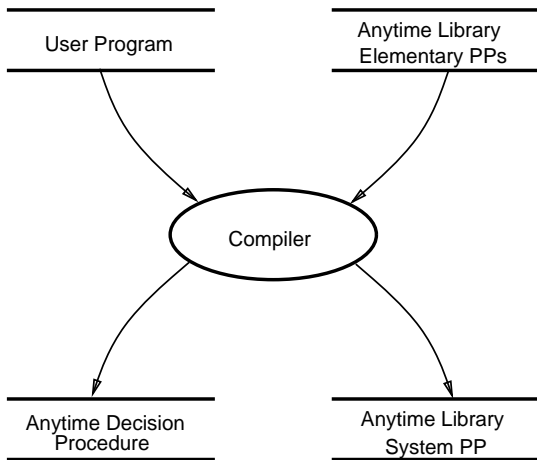 User Program
Anytime Library
Elementary PPs
Compiler
Anytime Decision
Procedure
Anytime Library
System PP